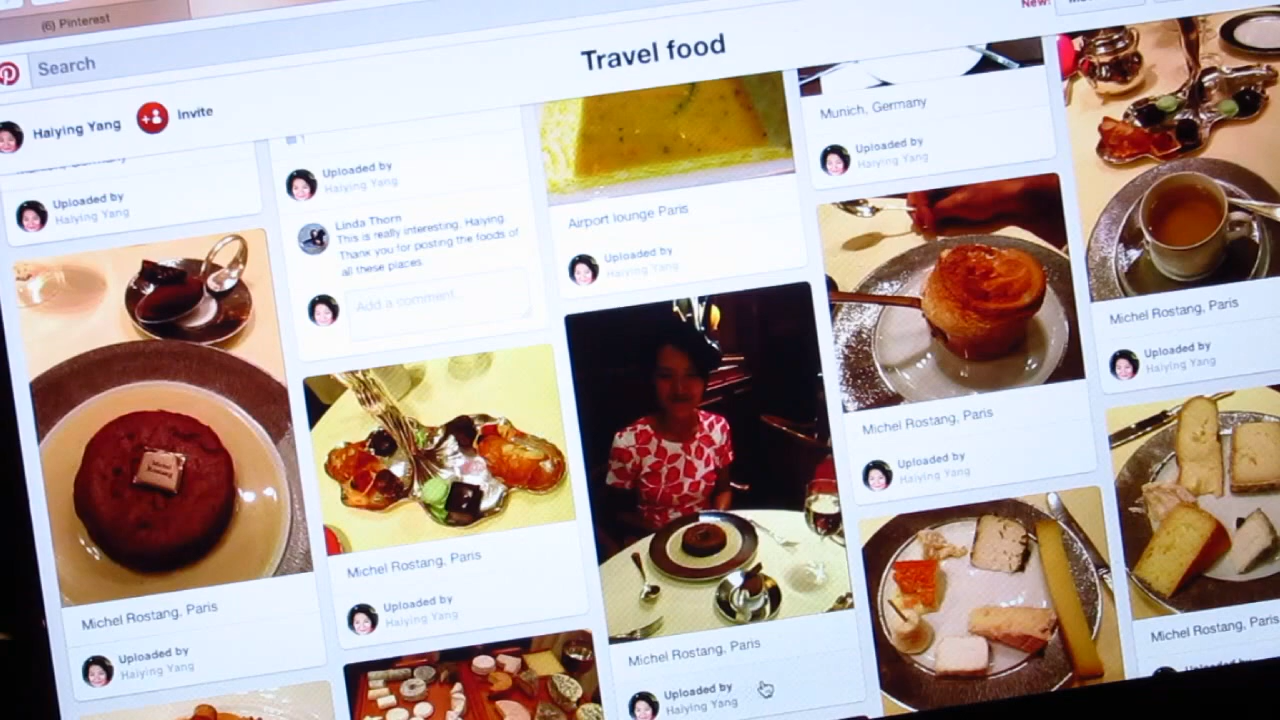 (6) Pinterest
Search
Travel food
New!
Haiying Yang
Invite
Uploaded by
Haiying Yang
Michel Rostang
Michel Rostang, Paris
Uploaded by
Haiying Yang
Uploaded by
Haiying Yang
Linda Thorn
This is really interesting, Haiying.
Thank you for posting the foods of
all these places.
Add a comment...
Michel Rostang, Paris
Uploaded by
Haiying Yang
Airport lounge Paris
Uploaded by
Haiying Yang
Michel Rostang, Paris
Uploaded by
Haiying Yang
Munich, Germany
Uploaded by
Haiying Yang
Michel Rostang, Paris
Uploaded by
Haiying Yang
Michel Rostang, Paris
Uploaded by
Haiying Yang
Michel Rostang, Paris
Uploaded by